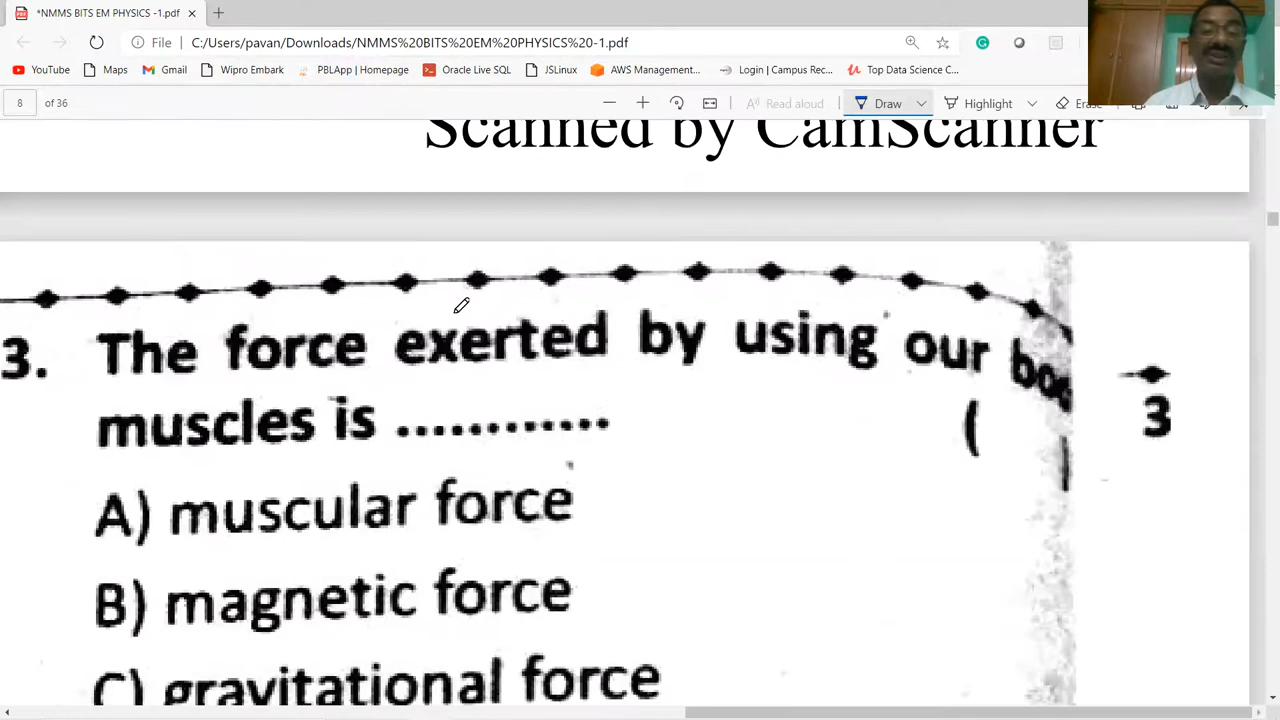 *NMMS BITS EM PHYSICS -1.pdf
File C:/Users/pavan/Downloads/NMMS%20BITS%20EM%20PHYSICS%20-1.pdf
YouTube Maps Gmail Wipro Embark PBLApp | Homepage Oracle Live SQL JSLinux AWS Management... Login | Campus Rec... Top Data Science C...
8 of 36 Read aloud Draw Highlight Erase
Scanned by CamScanner
3. The force exerted by using our
muscles is ............ ( 3
A) muscular force
B) magnetic force
C) gravitational force